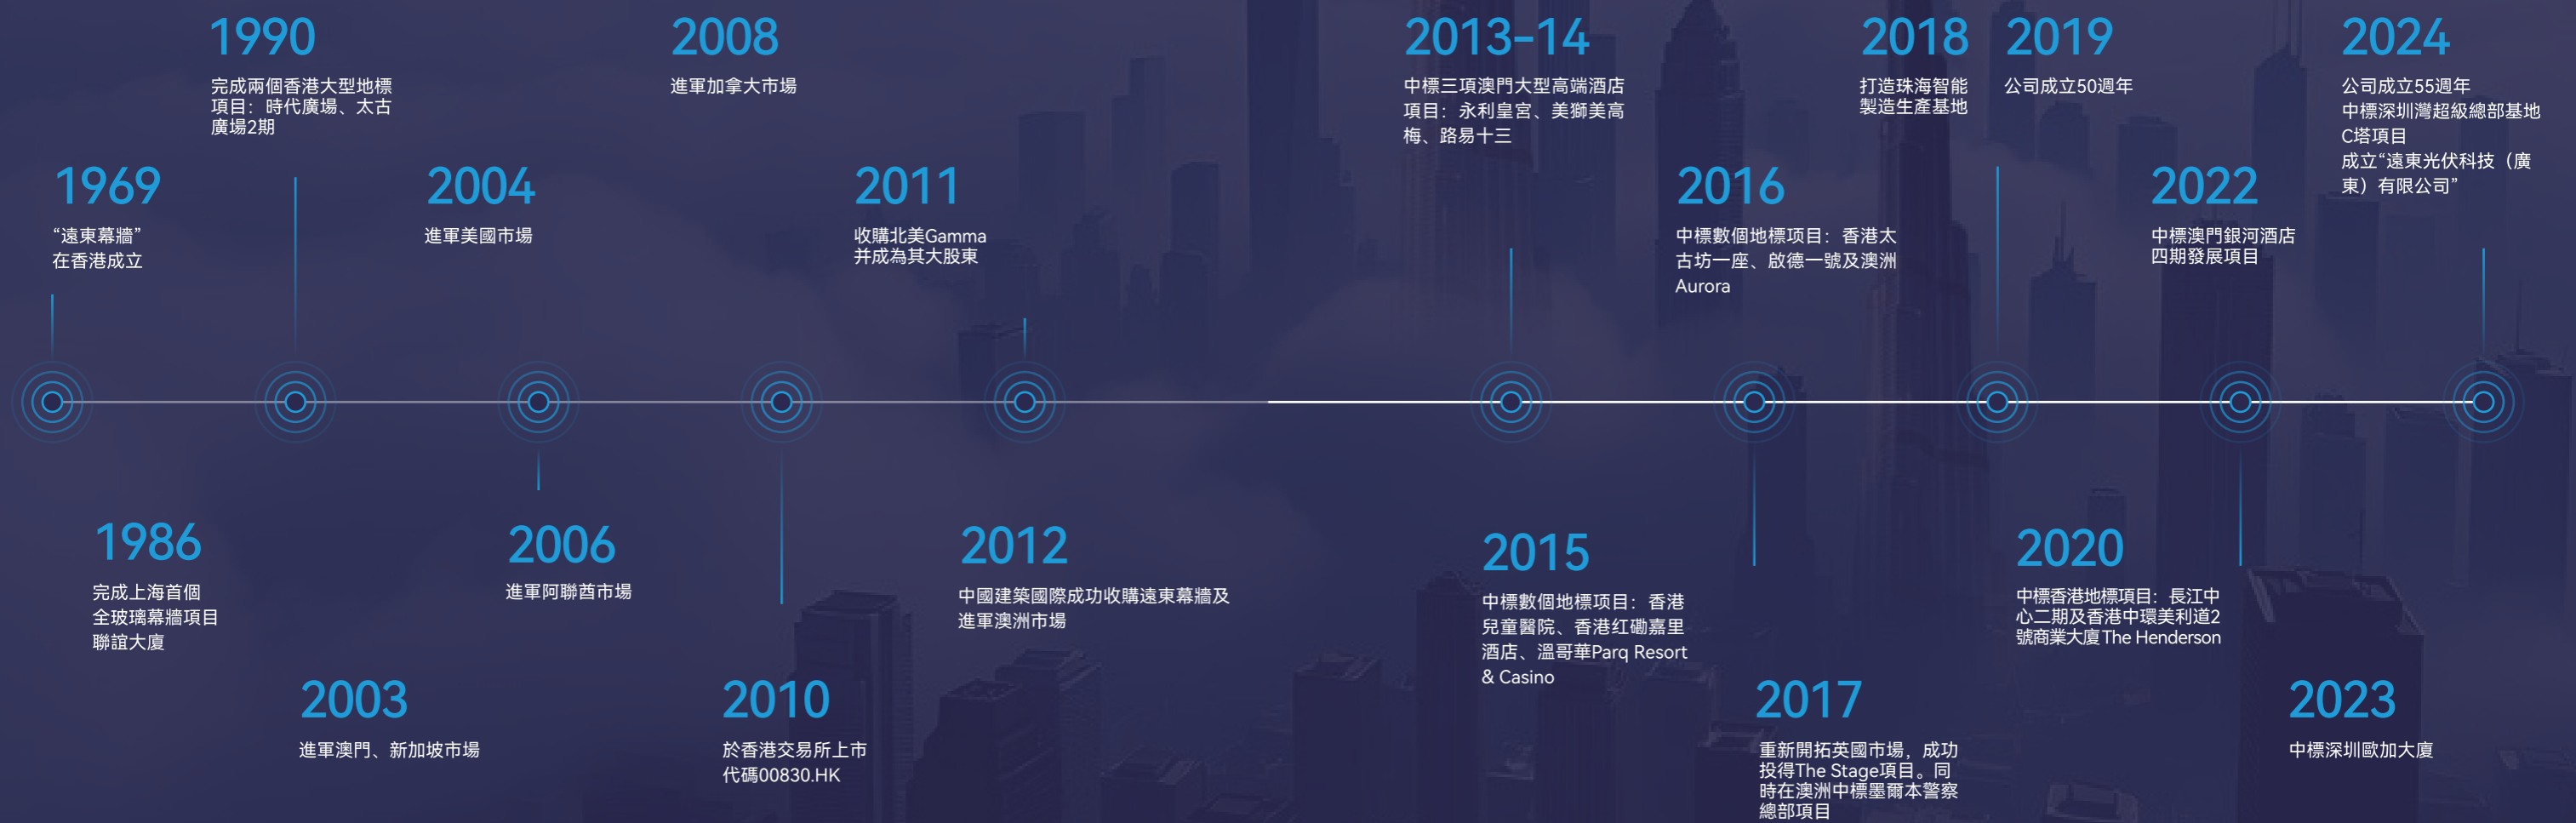 1969
“遠東幕牆”
在香港成立
1986
完成上海首個
全玻璃幕牆項目
聯誼大廈
1990
完成兩個香港大型地標
項目：時代廣場、太古
廣場2期
2003
進軍澳門、新加坡市場
2004
進軍美國市場
2006
進軍阿聯酋市場
2008
進軍加拿大市場
2010
於香港交易所上市
代碼00830.HK
2011
收購北美Gamma
并成為其大股東
2012
中國建築國際成功收購遠東幕牆及
進軍澳洲市場
2013-14
中標三項澳門大型高端酒店
項目：永利皇宮、美獅美高
梅、路易十三
2015
中標數個地標项目：香港
兒童醫院、香港红磡嘉里
酒店、溫哥華Parq Resort
& Casino
2016
中標數個地標项目：香港太
古坊一座、啟德一號及澳洲
Aurora
2017
重新開拓英國市場，成功
投得The Stage項目。同
時在澳洲中標墨爾本警察
總部項目
2018
打造珠海智能
製造生產基地
2019
公司成立50週年
2020
中標香港地標項目：長江中
心二期及香港中環美利道2
號商業大廈The Henderson
2022
中標澳門銀河酒店
四期發展項目
2023
中標深圳歐加大廈
2024
公司成立55週年
中標深圳灣超級總部基地
C塔項目
成立“遠東光伏科技（廣
東）有限公司”